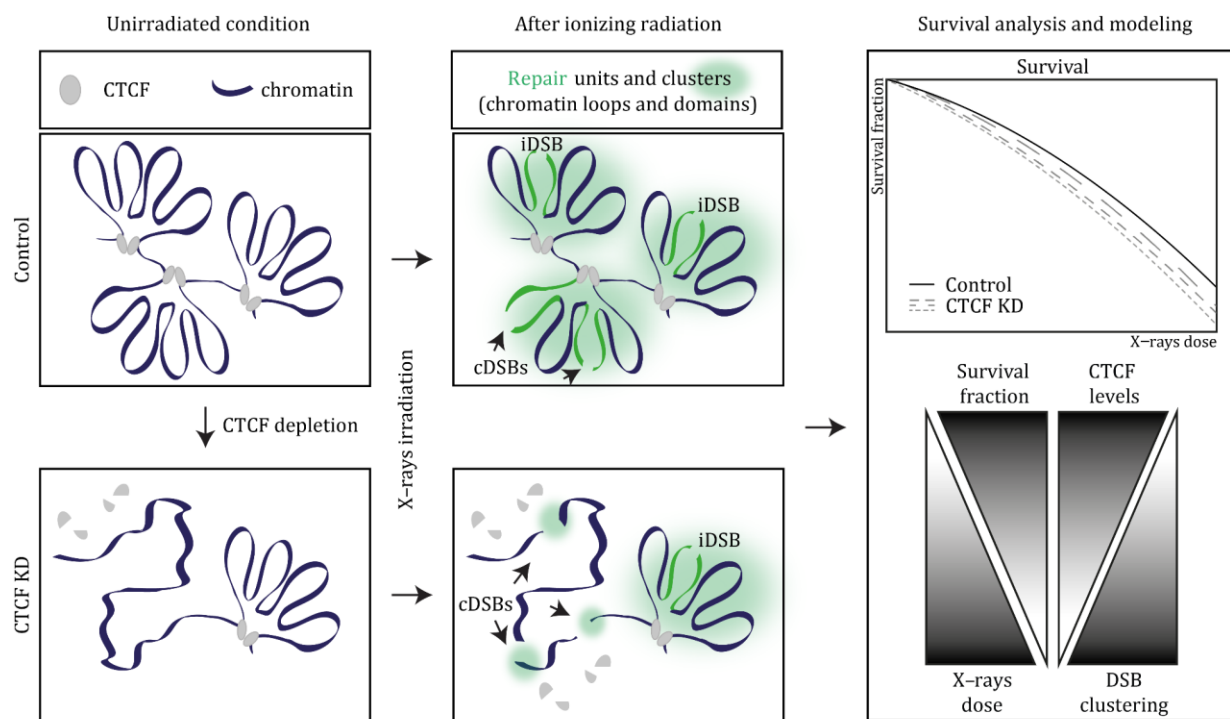 Unirradiated condition
After ionizing radiation
Survival analysis and modeling
CTCF
chromatin
Repair units and clusters
(chromatin loops and domains)
Control
iDSB
iDSB
cDSBs
CTCF depletion
X–rays irradiation
CTCF KD
iDSB
cDSBs
Survival
Survival fraction
Control
CTCF KD
X–rays dose
Survival
fraction
CTCF
levels
X–rays
dose
DSB
clustering